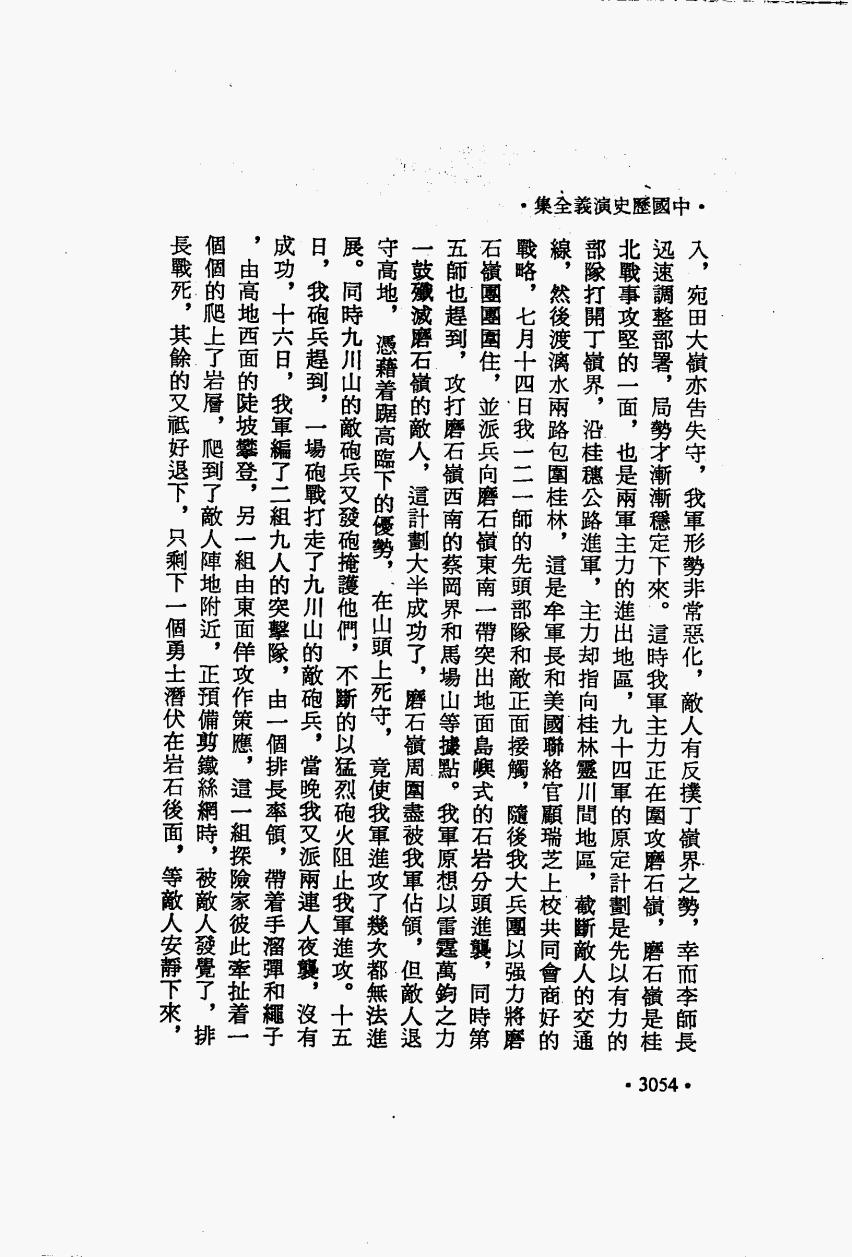 •中國歷史演義全集•
入，宛田大嶺亦告失守，我軍形勢非常惡化，敵人有反撲丁嶺界之勢，幸而李師長
迅速調整部署，局勢才漸漸穩定下來。這時我軍主力正在圍攻磨石嶺，磨石嶺是桂
北戰事攻堅的一面，也是兩軍主力的進出地區，九十四軍的原定計劃是先以有力的
部隊打開丁嶺界，沿桂穗公路進軍，主力却指向桂林靈川間地區，截斷敵人的交通
線，然後渡漓水兩路包圍桂林，這是牟軍長和美國聯絡官顧瑞芝上校共同會商好的
戰略，七月十四日我一二一師的先頭部隊和敵正面接觸，隨後我大兵團以强力將磨
石嶺團團圍住，並派兵向磨石嶺東南一帶突出地面島嶼式的石岩分頭進襲，同時第
五師也趕到，攻打磨石嶺西南的蔡岡界和馬場山等據點。我軍原想以雷霆萬鈞之力
一鼓殲滅磨石嶺的敵人，這計劃大半成功了，磨石嶺周圍盡被我軍佔領，但敵人退
守高地，憑藉着踞高臨下的優勢，在山頭上死守，竟使我軍進攻了幾次都無法進
展。同時九川山的敵砲兵又發砲掩護他們，不斷的以猛烈砲火阻止我軍進攻。十五
日，我砲兵趕到，一場砲戰打走了九川山的敵砲兵，當晚我又派兩連人夜襲，沒有
成功，十六日，我軍編了二組九人的突擊隊，由一個排長率領，帶着手溜彈和繩子
，由高地西面的陡坡攀登，另一組由東面佯攻作策應，這一組探險家彼此牽扯着一
個個的爬上了岩層，爬到了敵人陣地附近，正預備剪鐵絲網時，被敵人發覺了，排
長戰死，其餘的又祗好退下，只剩下一個勇士潛伏在岩石後面，等敵人安靜下來，
•3054•